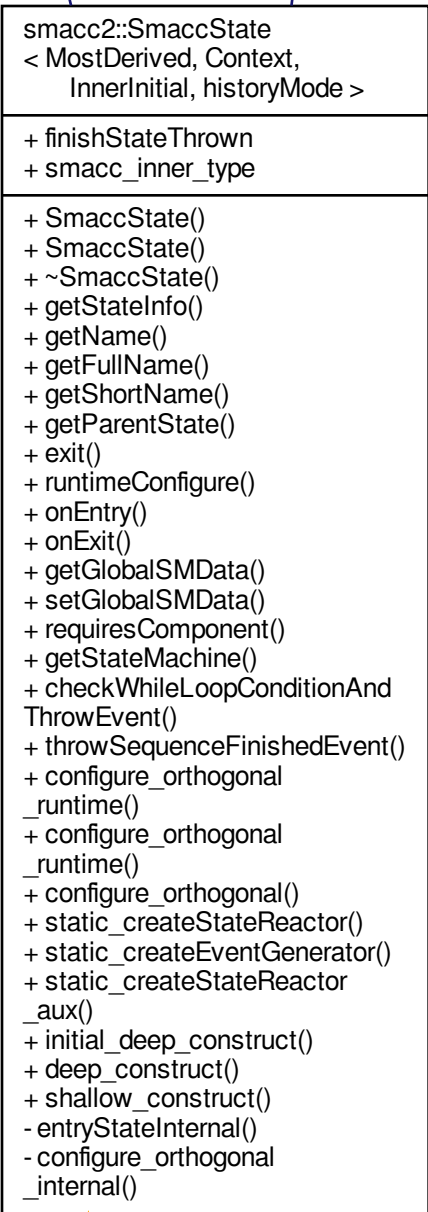 smacc2::SmaccState
< MostDerived, Context,
InnerInitial, historyMode >
+ finishStateThrown
+ smacc_inner_type
+ SmaccState()
+ SmaccState()
+ ~SmaccState()
+ getStateInfo()
+ getName()
+ getFullName()
+ getShortName()
+ getParentState()
+ exit()
+ runtimeConfigure()
+ onEntry()
+ onExit()
+ getGlobalSMData()
+ setGlobalSMData()
+ requiresComponent()
+ getStateMachine()
+ checkWhileLoopConditionAnd
ThrowEvent()
+ throwSequenceFinishedEvent()
+ configure_orthogonal
_runtime()
+ configure_orthogonal
_runtime()
+ configure_orthogonal()
+ static_createStateReactor()
+ static_createEventGenerator()
+ static_createStateReactor
_aux()
+ initial_deep_construct()
+ deep_construct()
+ shallow_construct()
- entryStateInternal()
- configure_orthogonal
_internal()